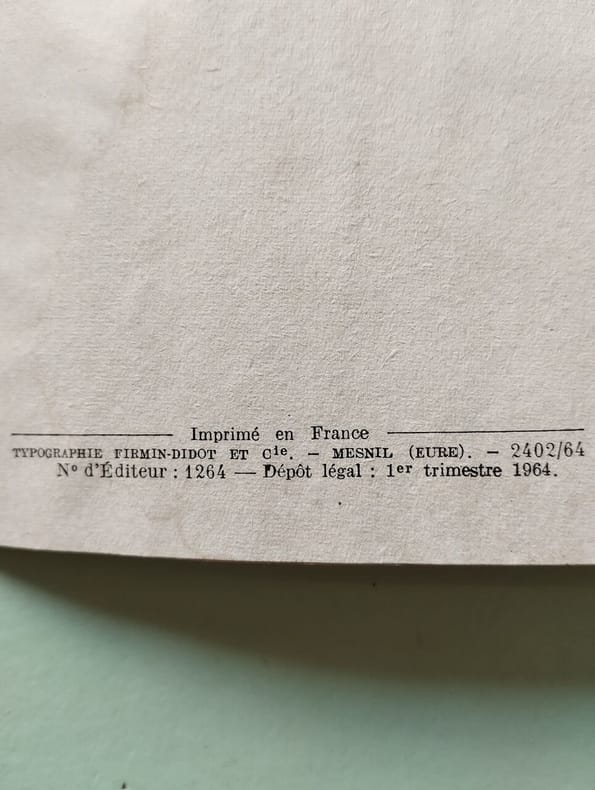 Imprimé en France
TYPOGRAPHIE FIRMIN-DIDOT ET Cie. – MESNIL (EURE). – 2402/64
No d'Éditeur : 1264 — Dépôt légal : 1er trimestre 1964.